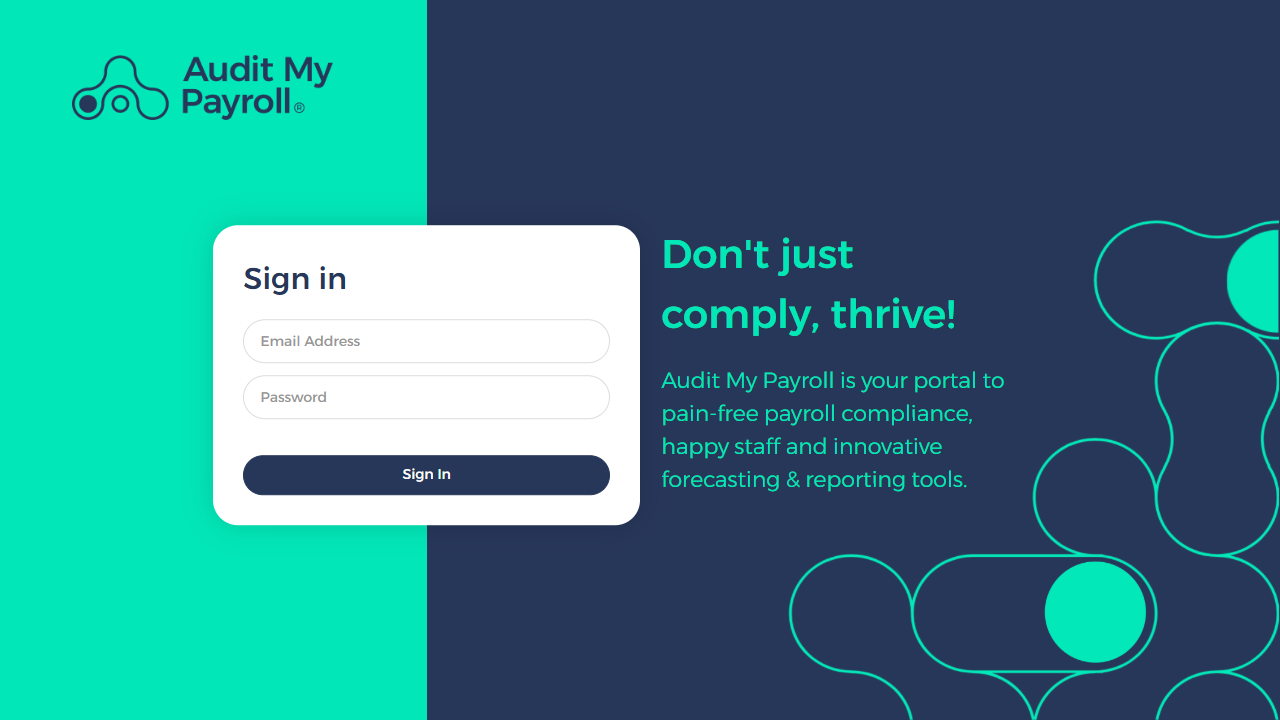 Audit My
Payroll®
Sign in
Email Address
Password
Sign In
Don't just
comply, thrive!
Audit My Payroll is your portal to
pain-free payroll compliance,
happy staff and innovative
forecasting & reporting tools.